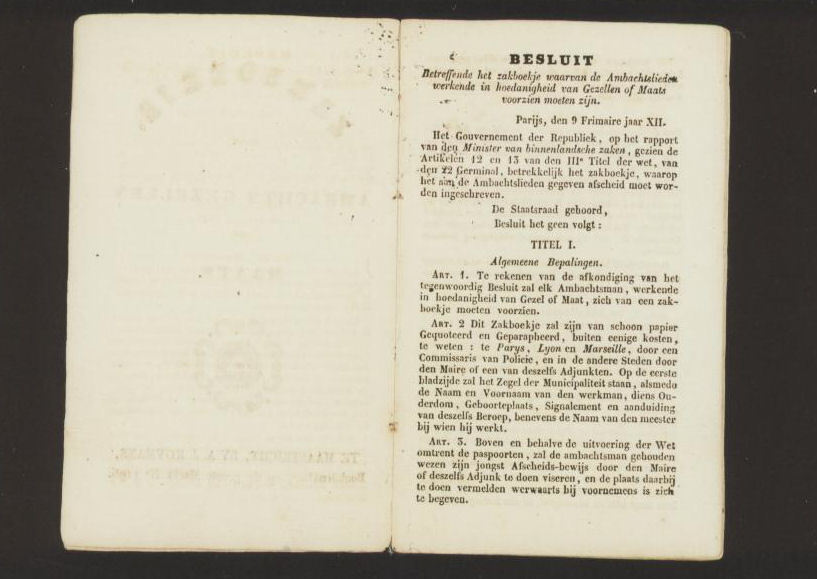 BESLUIT
Betreffende het zakboekje waarvan de Ambachtslieden
werkende in hoedanigheid van Gezellen of Maats
voorzien moeten zijn.
Parijs, den 9 Frimaire jaar XII.
Het Gouvernement der Republiek, op het rapport
van den Minister van binnenlandsche zaken, gezien de
Artikelen 12 en 13 van den IIIe Titel der wet, van
den 22 Germinal, betrekkelijk het zakboekje, waarop
het aan de Ambachtslieden gegeven afscheid moet wor-
den ingeschreven.
De Staatsraad gehoord,
Besluit het geen volgt:
TITEL I.
Algemeene Bepalingen.
ART. 1. Te rekenen van de afkondiging van het
tegenwoordig Besluit zal elk Ambachtsman, werkende
in hoedanigheid van Gezel of Maat, zich van een zak-
boekje moeten voorzien.
ART. 2 Dit Zakboekje zal zijn van schoon papier
Gequoteerd en Geparapheerd, buiten eenige kosten,
te weten: te Parys, Lyon en Marseille, door een
Commissaris van Policie, en in de andere Steden door
den Maire of een van deszelfs Adjunkten. Op de eerste
bladzijde zal het Zegel der Municipaliteit staan, alsmede
de Naam en Voornaam van den werkman, diens Ou-
derdom, Geboorteplaats, Signalement en aanduiding
van deszelfs Beroep, benevens de Naam van den meester
bij wien hij werkt.
ART. 3. Boven en behalve de uitvoering der Wet
omtrent de paspoorten, zal de ambachtsman gehouden
wezen zijn jongst Afscheids-bewijs door den Maire
of deszelfs Adjunk te doen viseren, en de plaats daarbij
te doen vermelden werwaarts hij voornemens is zich
te begeven.